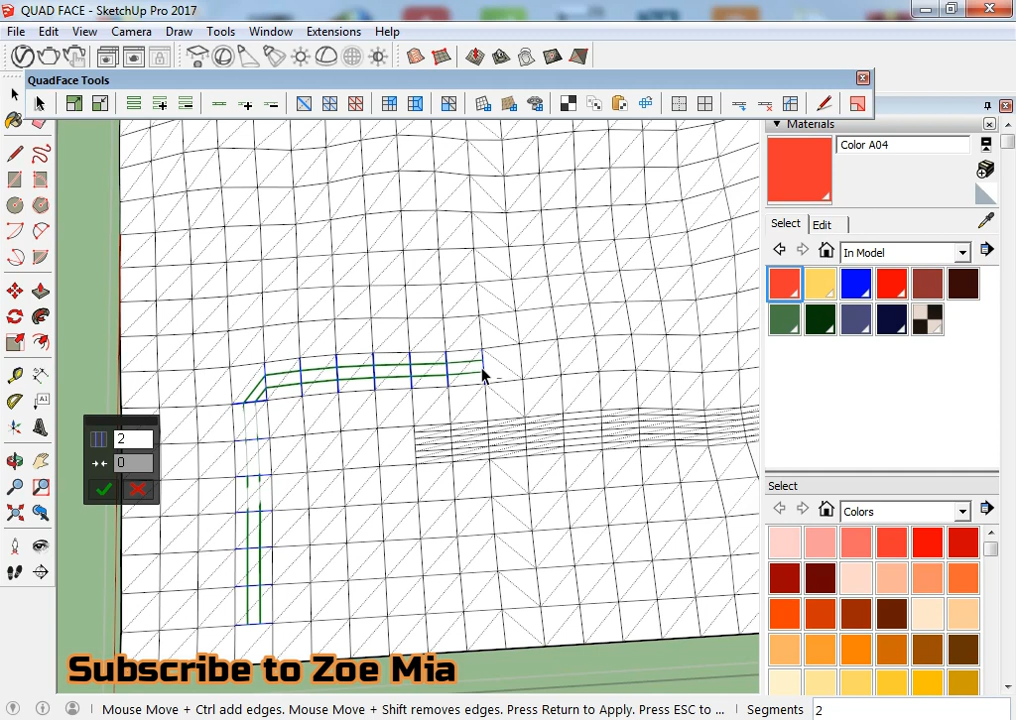 QUAD FACE - SketchUp Pro 2017
File Edit View Camera Draw Tools Window Extensions Help
QuadFace Tools
Materials
Color A04
Select Edit
In Model
2
0
Select
Colors
Subscribe to Zoe Mia
Mouse Move + Ctrl add edges. Mouse Move + Shift removes edges. Press Return to Apply. Press ESC to ... Segments 2